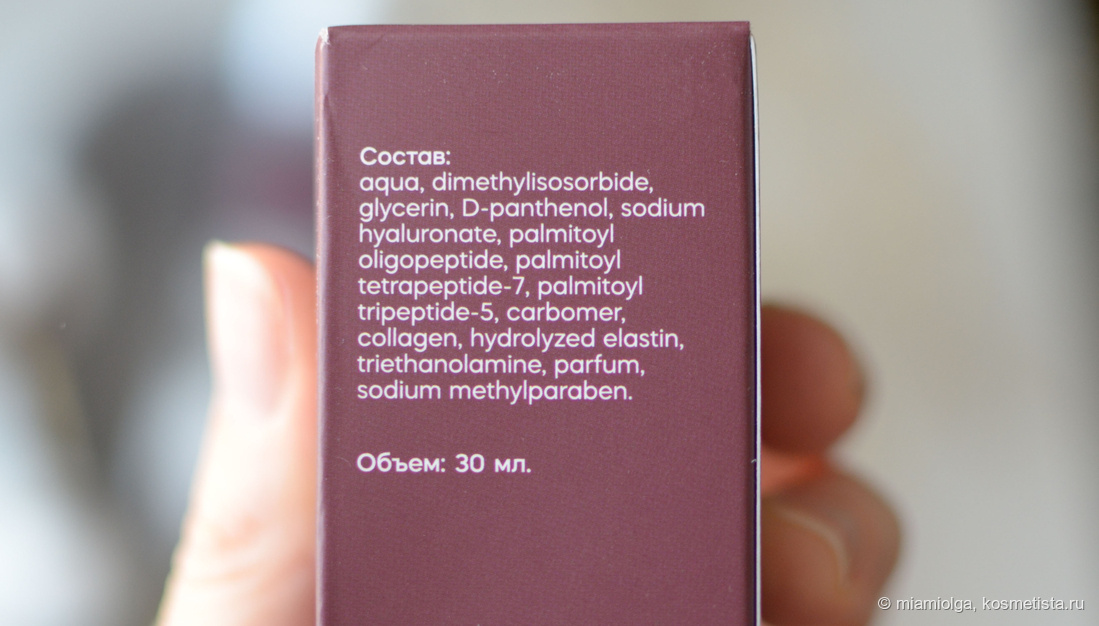 Состав:
aqua, dimethylisosorbide,
glycerin, D-panthenol, sodium
hyaluronate, palmitoyl
oligopeptide, palmitoyl
tetrapeptide-7, palmitoyl
tripeptide-5, carbomer,
collagen, hydrolyzed elastin,
triethanolamine, parfum,
sodium methylparaben.
Объем: 30 мл.
© miamiolga, kosmetista.ru